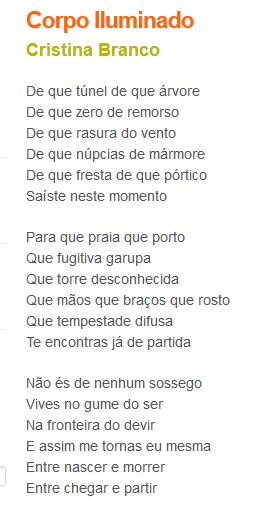 Corpo Iluminado
Cristina Branco
De que túnel de que árvore
De que zero de remorso
De que rasura do vento
De que núpcias de mármore
De que fresta de que pórtico
Saíste neste momento
Para que praia que porto
Que fugitiva garupa
Que torre desconhecida
Que mãos que braços que rosto
Que tempestade difusa
Te encontras já de partida
Não és de nenhum sossego
Vives no gume do ser
Na fronteira do devir
E assim me tornas eu mesma
Entre nascer e morrer
Entre chegar e partir